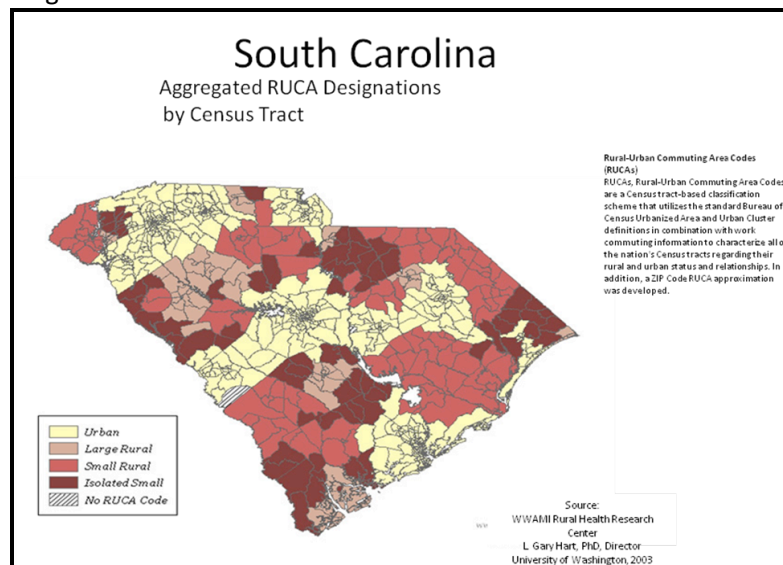 South Carolina
Aggregated RUCA Designations
by Census Tract
Rural-Urban Commuting Area Codes
(RUCAs)
RUCAs, Rural-Urban Commuting Area Codes
are a Census tract-based classification
scheme that utilizes the standard Bureau of
Census Urbanized Area and Urban Cluster
definitions in combination with work
commuting information to characterize all o
the nation's Census tracts regarding their
rural and urban status and relationships. In
addition, a ZIP Code RUCA approximation
was developed.
Urban
Large Rural
Small Rural
Isolated Small
No RUCA Code
Source:
WWAMI Rural Health Research
Center
L. Gary Hart, PhD, Director
University of Washington, 2003